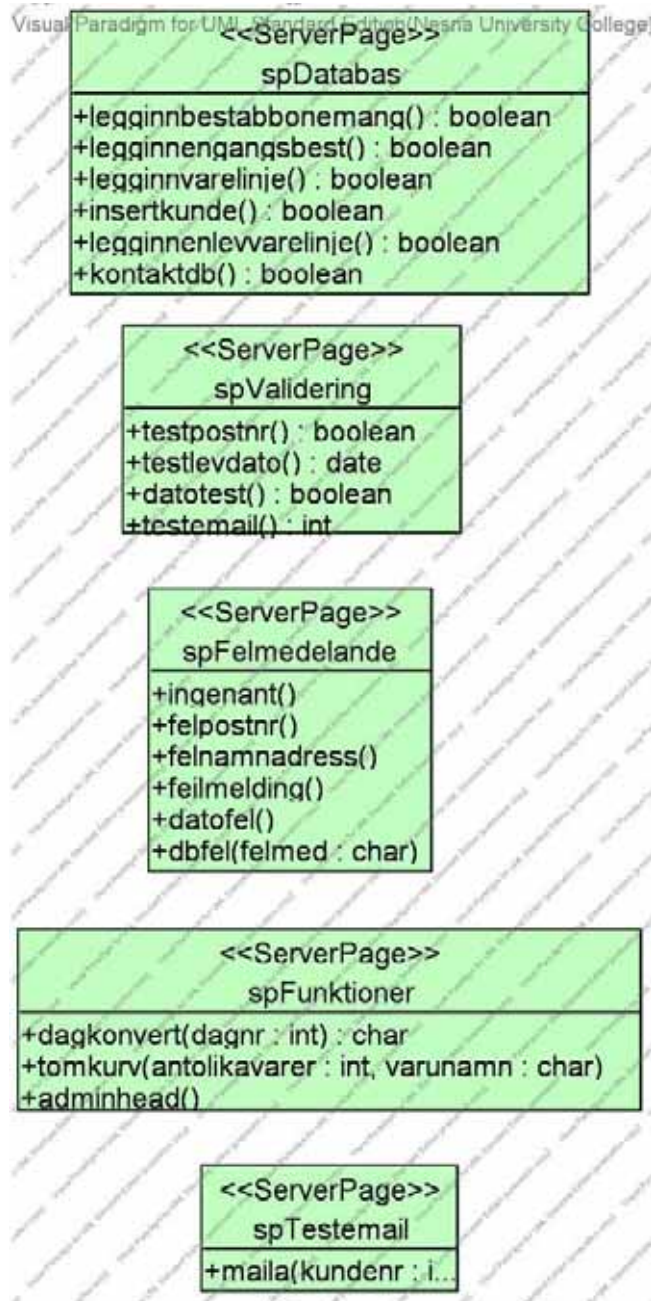 Visual Paradigm for UML Standard Edition(Nesna University College)
<<ServerPage>>
spDatabas
+legginnbestabbonemang() : boolean
+legginnengangsbest() : boolean
+legginnvarelinje() : boolean
+insertkunde() : boolean
+legginnenlevvarelinje() : boolean
+kontaktdb() : boolean
<<ServerPage>>
spValidering
+testpostnr() : boolean
+testlevdato() : date
+datotest() : boolean
+testemail() : int
<<ServerPage>>
spFelmedelande
+ingenant()
+felpostnr()
+felnamnadress()
+feilmelding()
+datofel()
+dbfel(felmed : char)
<<ServerPage>>
spFunktioner
+dagkonvert(dagnr : int) : char
+tomkurv(antolikavarer : int, varunamn : char)
+adminhead()
<<ServerPage>>
spTestemail
+maila(kundenr : i...